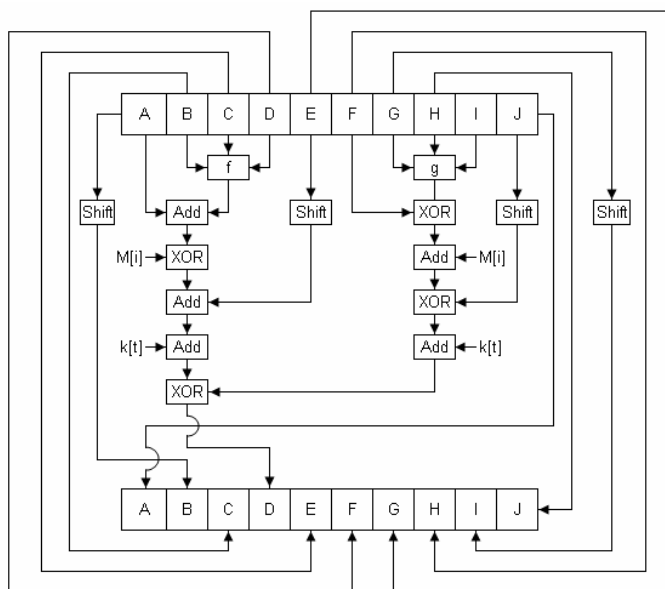 A B C D E F G H I J
f g
Shift Add Shift XOR Shift Shift
M[i] XOR Add M[i]
Add XOR
k[t] Add Add k[t]
XOR
A B C D E F G H I J